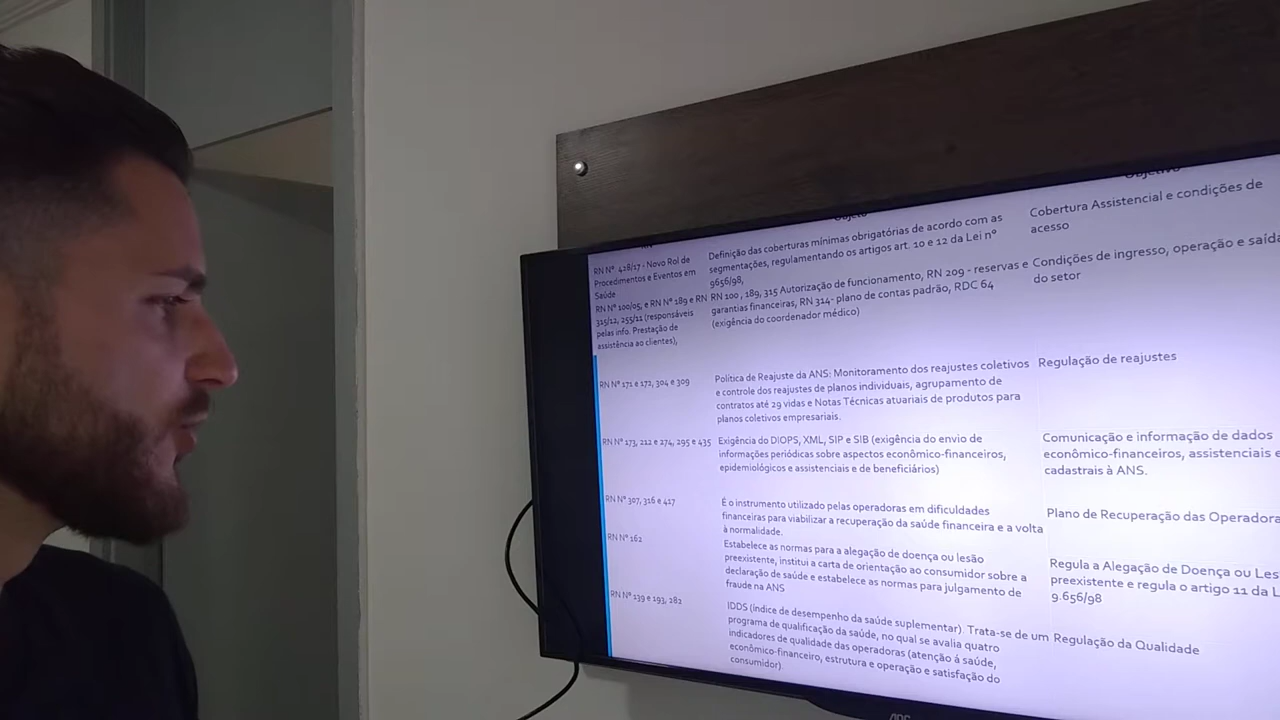 RN
Objeto
Objetivo
RN Nº 428/17 - Novo Rol de
Procedimentos e Eventos em
Saúde
Definição das coberturas mínimas obrigatórias de acordo com as
segmentações, regulamentando os artigos art. 10 e 12 da Lei nº
9656/98,
Cobertura Assistencial e condições de
acesso
RN Nº 100/05, e RN Nº 189 e RN
315/12, 255/11 (responsáveis
pelas info. Prestação de
assistência ao clientes),
RN 100 , 189, 315 Autorização de funcionamento, RN 209 - reservas e
garantias financeiras, RN 314- plano de contas padrão, RDC 64
(exigência do coordenador médico)
Condições de ingresso, operação e saída
do setor
RN Nº 171 e 172, 304 e 309
Política de Reajuste da ANS: Monitoramento dos reajustes coletivos
e controle dos reajustes de planos individuais, agrupamento de
contratos até 29 vidas e Notas Técnicas atuariais de produtos para
planos coletivos empresariais.
Regulação de reajustes
RN Nº 173, 212 e 274, 295 e 435
Exigência do DIOPS, XML, SIP e SIB (exigência do envio de
informações periódicas sobre aspectos econômico-financeiros,
epidemiológicos e assistenciais e de beneficiários)
Comunicação e informação de dados
econômico-financeiros, assistenciais e
cadastrais à ANS.
RN Nº 307, 316 e 417
É o instrumento utilizado pelas operadoras em dificuldades
financeiras para viabilizar a recuperação da saúde financeira e a volta
à normalidade.
Plano de Recuperação das Operadora
RN Nº 162
Estabelece as normas para a alegação de doença ou lesão
preexistente, institui a carta de orientação ao consumidor sobre a
declaração de saúde e estabelece as normas para julgamento de
fraude na ANS
Regula a Alegação de Doença ou Les
preexistente e regula o artigo 11 da L
9.656/98
RN Nº 139 e 193, 282
IDDS (índice de desempenho da saúde suplementar). Trata-se de um
programa de qualificação da saúde, no qual se avalia quatro
indicadores de qualidade das operadoras (atenção à saúde,
econômico-financeiro, estrutura e operação e satisfação do
consumidor)
Regulação da Qualidade
AOC